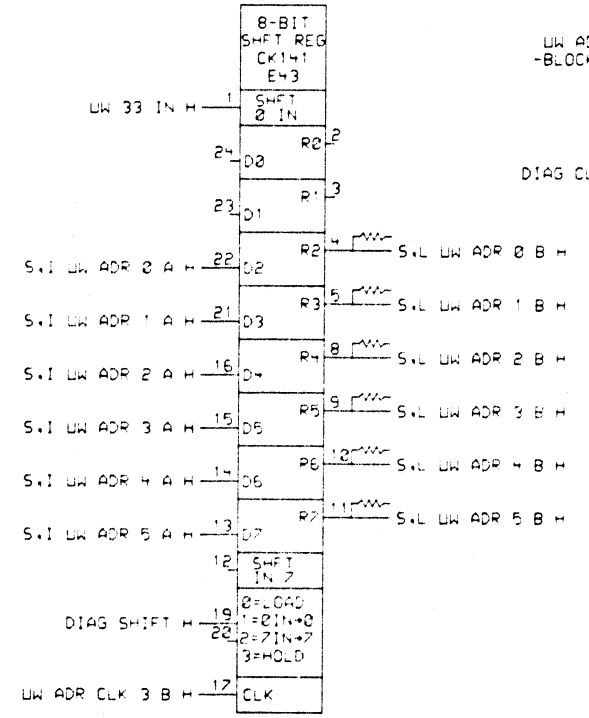 8-BIT
SHFT REG
CK141
E43
UW AD
-BLOCK
UW 33 IN H 1 SHFT
0 IN
24 D0 R0 2
DIAG CL
23 D1 R1 3
S.I UW ADR 0 A H 22 D2 R2 4 S.L UW ADR 0 B H
S.I UW ADR 1 A H 21 D3 R3 5 S.L UW ADR 1 B H
S.I UW ADR 2 A H 16 D4 R4 8 S.L UW ADR 2 B H
S.I UW ADR 3 A H 15 D5 R5 9 S.L UW ADR 3 B H
S.I UW ADR 4 A H 14 D6 R6 10 S.L UW ADR 4 B H
S.I UW ADR 5 A H 13 D7 R7 11 S.L UW ADR 5 B H
12 SHFT
IN 7
0=LOAD
DIAG SHIFT H 19 1=0IN→0
20 2=7IN→7
3=HOLD
UW ADR CLK 3 B H 17 CLK